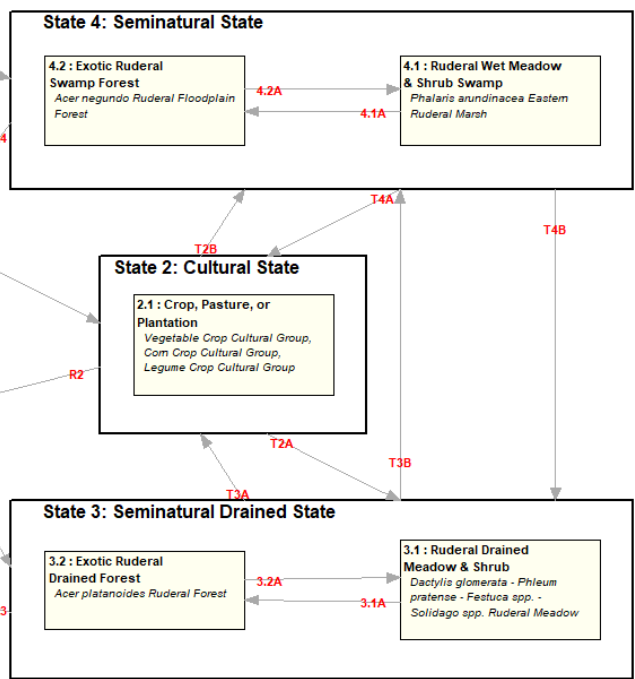 State 4: Seminatural State
4.2 : Exotic Ruderal
Swamp Forest
Acer negundo Ruderal Floodplain
Forest
4.2A
4.1A
4.1 : Ruderal Wet Meadow
& Shrub Swamp
Phalaris arundinacea Eastern
Ruderal Marsh
4
T2B
T4A
T4B
State 2: Cultural State
2.1 : Crop, Pasture, or
Plantation
Vegetable Crop Cultural Group,
Corn Crop Cultural Group,
Legume Crop Cultural Group
R2
T2A
T3B
T3A
State 3: Seminatural Drained State
3.2 : Exotic Ruderal
Drained Forest
Acer platanoides Ruderal Forest
3.2A
3.1A
3.1 : Ruderal Drained
Meadow & Shrub
Dactylis glomerata - Phleum
pratense - Festuca spp. -
Solidago spp. Ruderal Meadow
3